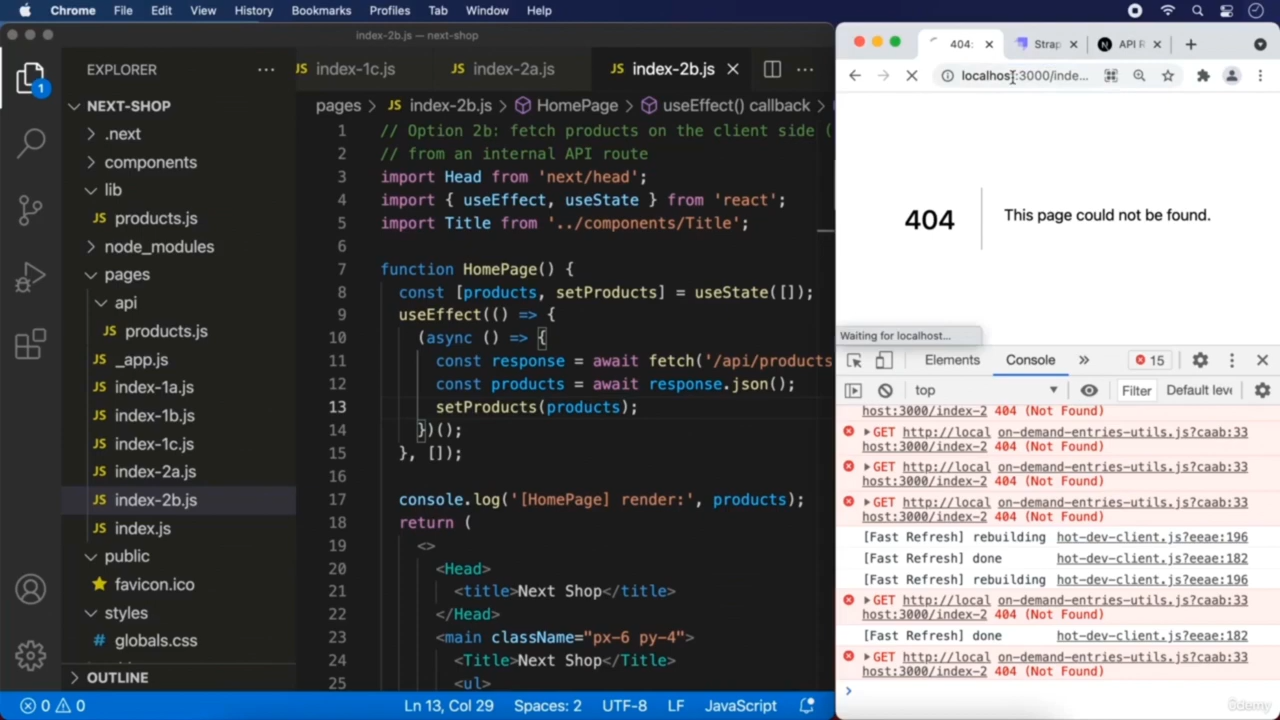 Chrome File Edit View History Bookmarks Profiles Tab Window Help
index-2b.js — next-shop
EXPLORER
1
NEXT-SHOP
.next
components
lib
JS products.js
node_modules
pages
api
JS products.js
JS _app.js
JS index-1a.js
JS index-1b.js
JS index-1c.js
JS index-2a.js
JS index-2b.js
JS index.js
public
favicon.ico
styles
# globals.css
OUTLINE
JS index-1c.js JS index-2a.js JS index-2b.js
pages > JS index-2b.js > HomePage > useEffect() callback >
1 // Option 2b: fetch products on the client side (
2 // from an internal API route
3 import Head from 'next/head';
4 import { useEffect, useState } from 'react';
5 import Title from '../components/Title';
6
7 function HomePage() {
8 const [products, setProducts] = useState([]);
9 useEffect(() => {
10 (async () => {
11 const response = await fetch('/api/products
12 const products = await response.json();
13 setProducts(products);
14 })();
15 }, []);
16
17 console.log('[HomePage] render:', products);
18 return (
19 <>
20 <Head>
21 <title>Next Shop</title>
22 </Head>
23 <main className="px-6 py-4">
24 <Title>Next Shop</Title>
25 <ul>
0 0 Ln 13, Col 29 Spaces: 2 UTF-8 LF JavaScript
404: Strap API R
localhost:3000/inde...
404 This page could not be found.
Waiting for localhost...
Elements Console 15
top Filter Default leve
host:3000/index-2 404 (Not Found)
GET http://local on-demand-entries-utils.js?caab:33
host:3000/index-2 404 (Not Found)
GET http://local on-demand-entries-utils.js?caab:33
host:3000/index-2 404 (Not Found)
GET http://local on-demand-entries-utils.js?caab:33
host:3000/index-2 404 (Not Found)
[Fast Refresh] rebuilding hot-dev-client.js?eeae:196
[Fast Refresh] done hot-dev-client.js?eeae:182
[Fast Refresh] rebuilding hot-dev-client.js?eeae:196
GET http://local on-demand-entries-utils.js?caab:33
host:3000/index-2 404 (Not Found)
[Fast Refresh] done hot-dev-client.js?eeae:182
GET http://local on-demand-entries-utils.js?caab:33
host:3000/index-2 404 (Not Found)
ûdemy